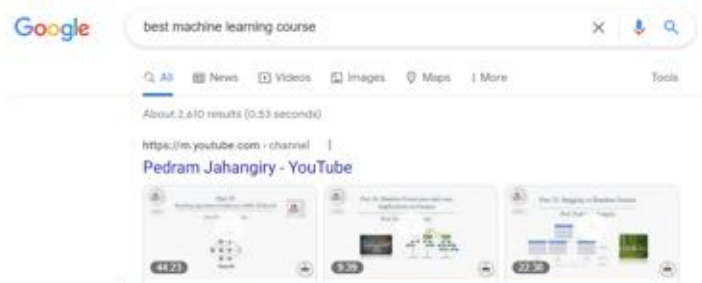 Google
best machine learning course
All News Videos Images Maps More Tools
About 2,610 results (0.53 seconds)
https://m.youtube.com › channel
Pedram Jahangiry - YouTube
44:23 9:39 22:30